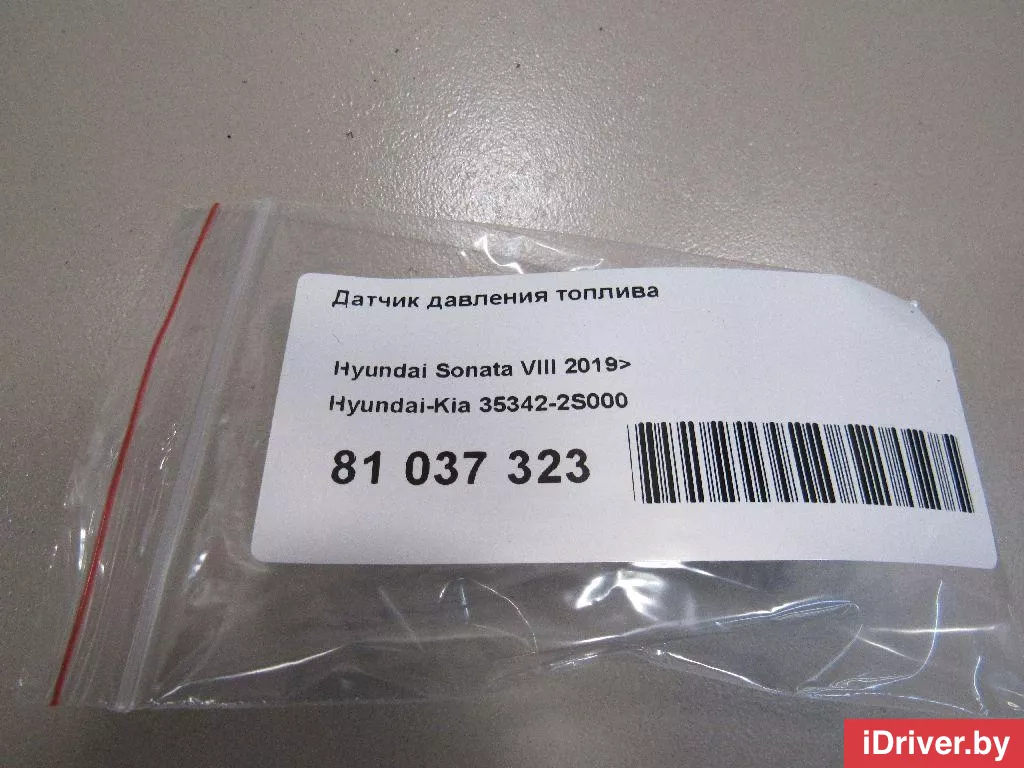 Датчик давления топлива
Hyundai Sonata VIII 2019>
Hyundai-Kia 35342-2S000
81 037 323
iDriver.by